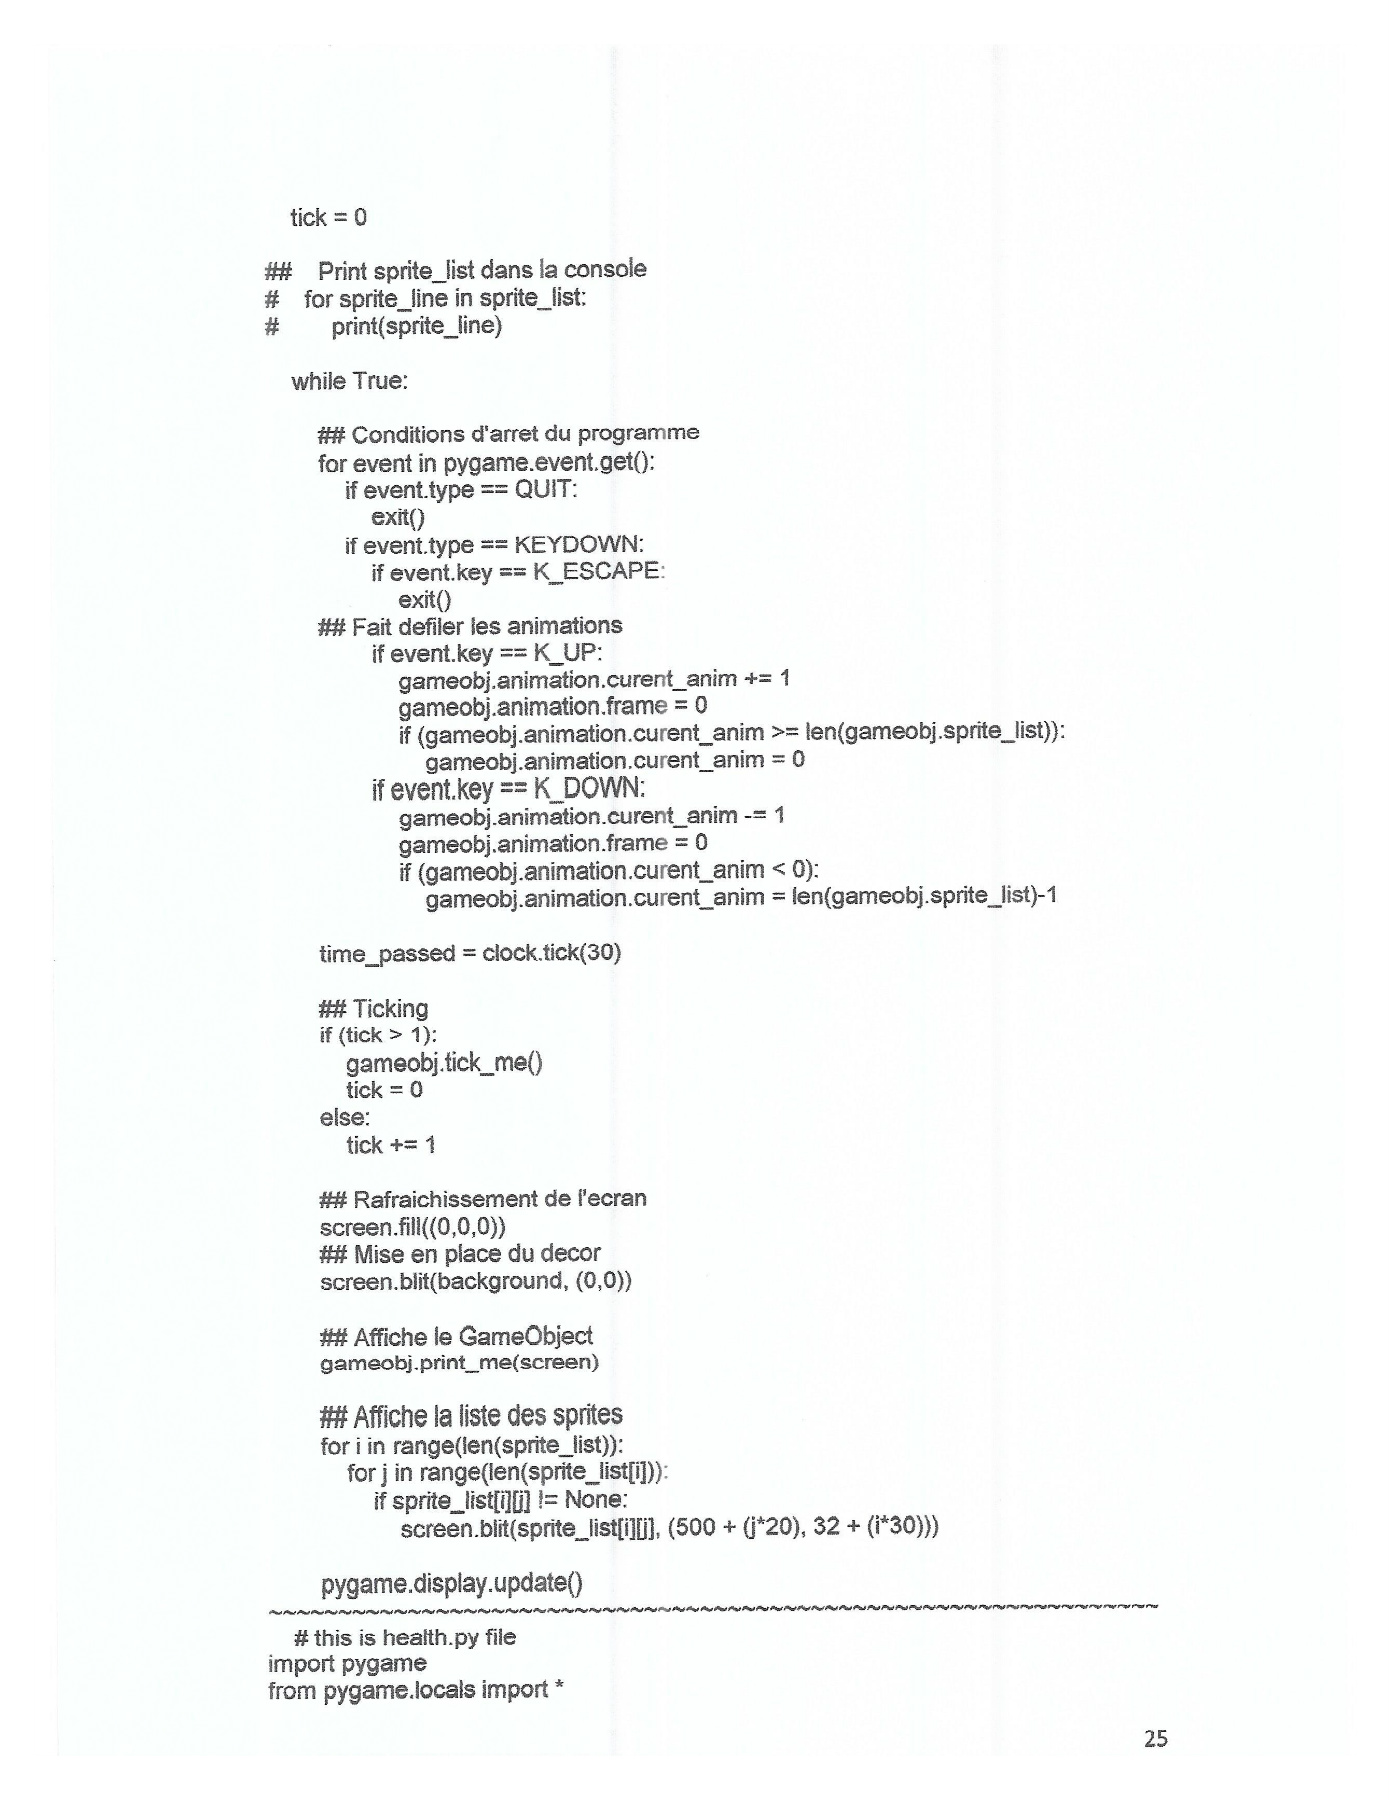 tick = 0
##    Print sprite_list dans la console
#    for sprite_line in sprite_list:
#        print(sprite_line)
while True:
## Conditions d'arret du programme
for event in pygame.event.get():
if event.type == QUIT:
exit()
if event.type == KEYDOWN:
if event.key == K_ESCAPE:
exit()
## Fait defiler les animations
if event.key == K_UP:
gameobj.animation.curent_anim += 1
gameobj.animation.frame = 0
if (gameobj.animation.curent_anim >= len(gameobj.sprite_list)):
gameobj.animation.curent_anim = 0
if event.key == K_DOWN:
gameobj.animation.curent_anim -= 1
gameobj.animation.frame = 0
if (gameobj.animation.curent_anim < 0):
gameobj.animation.curent_anim = len(gameobj.sprite_list)-1
time_passed = clock.tick(30)
## Ticking
if (tick > 1):
gameobj.tick_me()
tick = 0
else:
tick += 1
## Rafraichissement de l'ecran
screen.fill((0,0,0))
## Mise en place du decor
screen.blit(background, (0,0))
## Affiche le GameObject
gameobj.print_me(screen)
## Affiche la liste des sprites
for i in range(len(sprite_list)):
for j in range(len(sprite_list[i])):
if sprite_list[i][j] != None:
screen.blit(sprite_list[i][j], (500 + (j*20), 32 + (i*30)))
pygame.display.update()
~~~~~~~~~~~~~~~~~~~~~~~~~~~~~~~~~~~~~~~~~~~~~~~~~~~~~~~~~~~~~~~~
# this is health.py file
import pygame
from pygame.locals import *
25